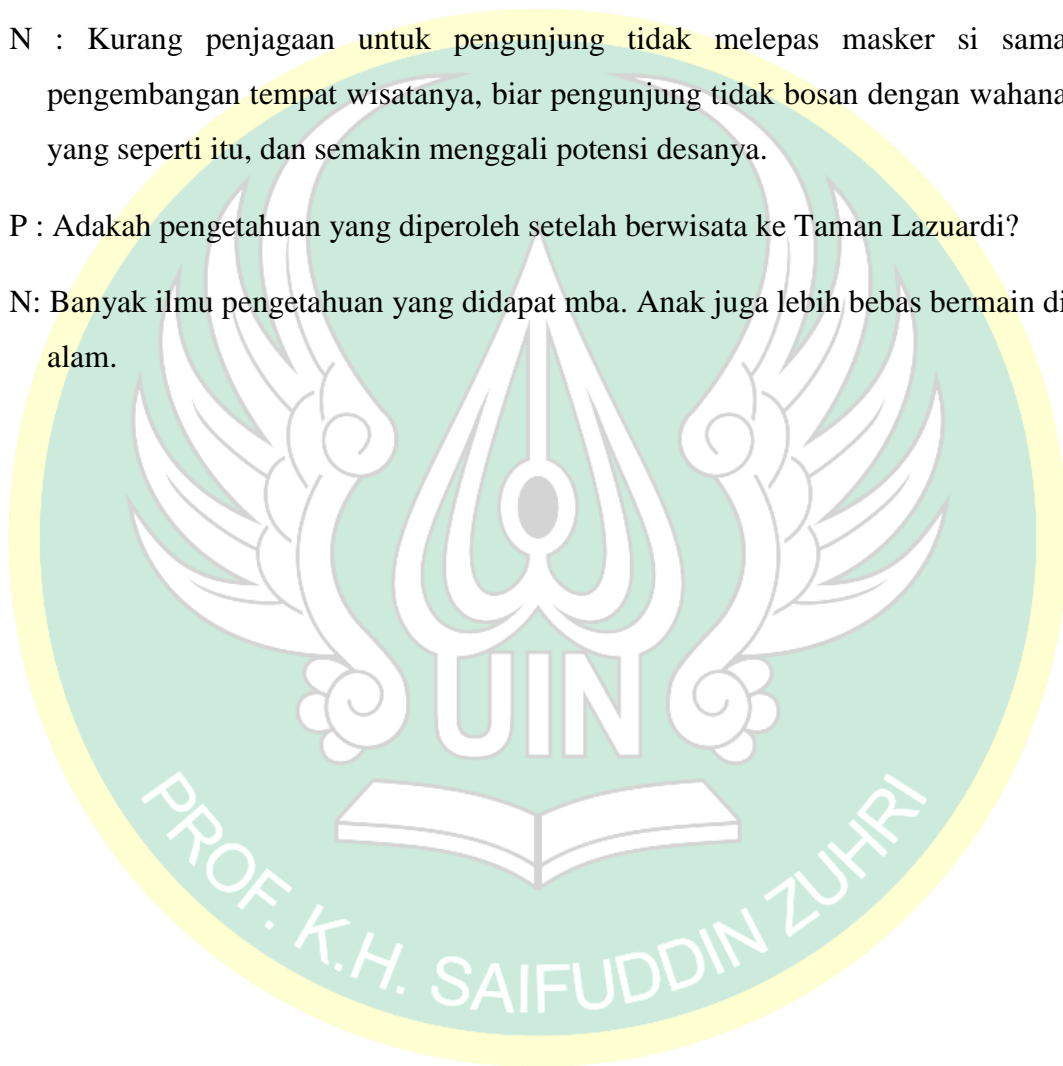 N : Kurang penjagaan untuk pengunjung tidak melepas masker si sama
pengembangan tempat wisatanya, biar pengunjung tidak bosan dengan wahana
yang seperti itu, dan semakin menggali potensi desanya.
P : Adakah pengetahuan yang diperoleh setelah berwisata ke Taman Lazuardi?
N: Banyak ilmu pengetahuan yang didapat mba. Anak juga lebih bebas bermain di
alam.
UIN
PROF. K.H. SAIFUDDIN ZUHRI